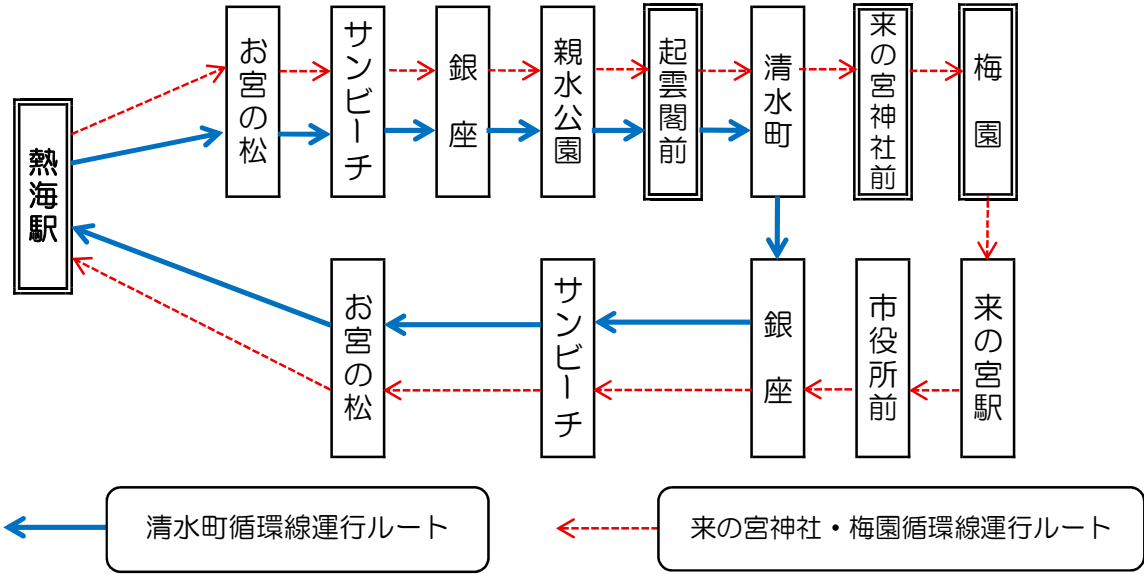 熱海駅
お宮の松
サンビーチ
銀座
親水公園
起雲閣前
清水町
来の宮神社前
梅園
お宮の松
サンビーチ
銀座
市役所前
来の宮駅
清水町循環線運行ルート
来の宮神社・梅園循環線運行ルート